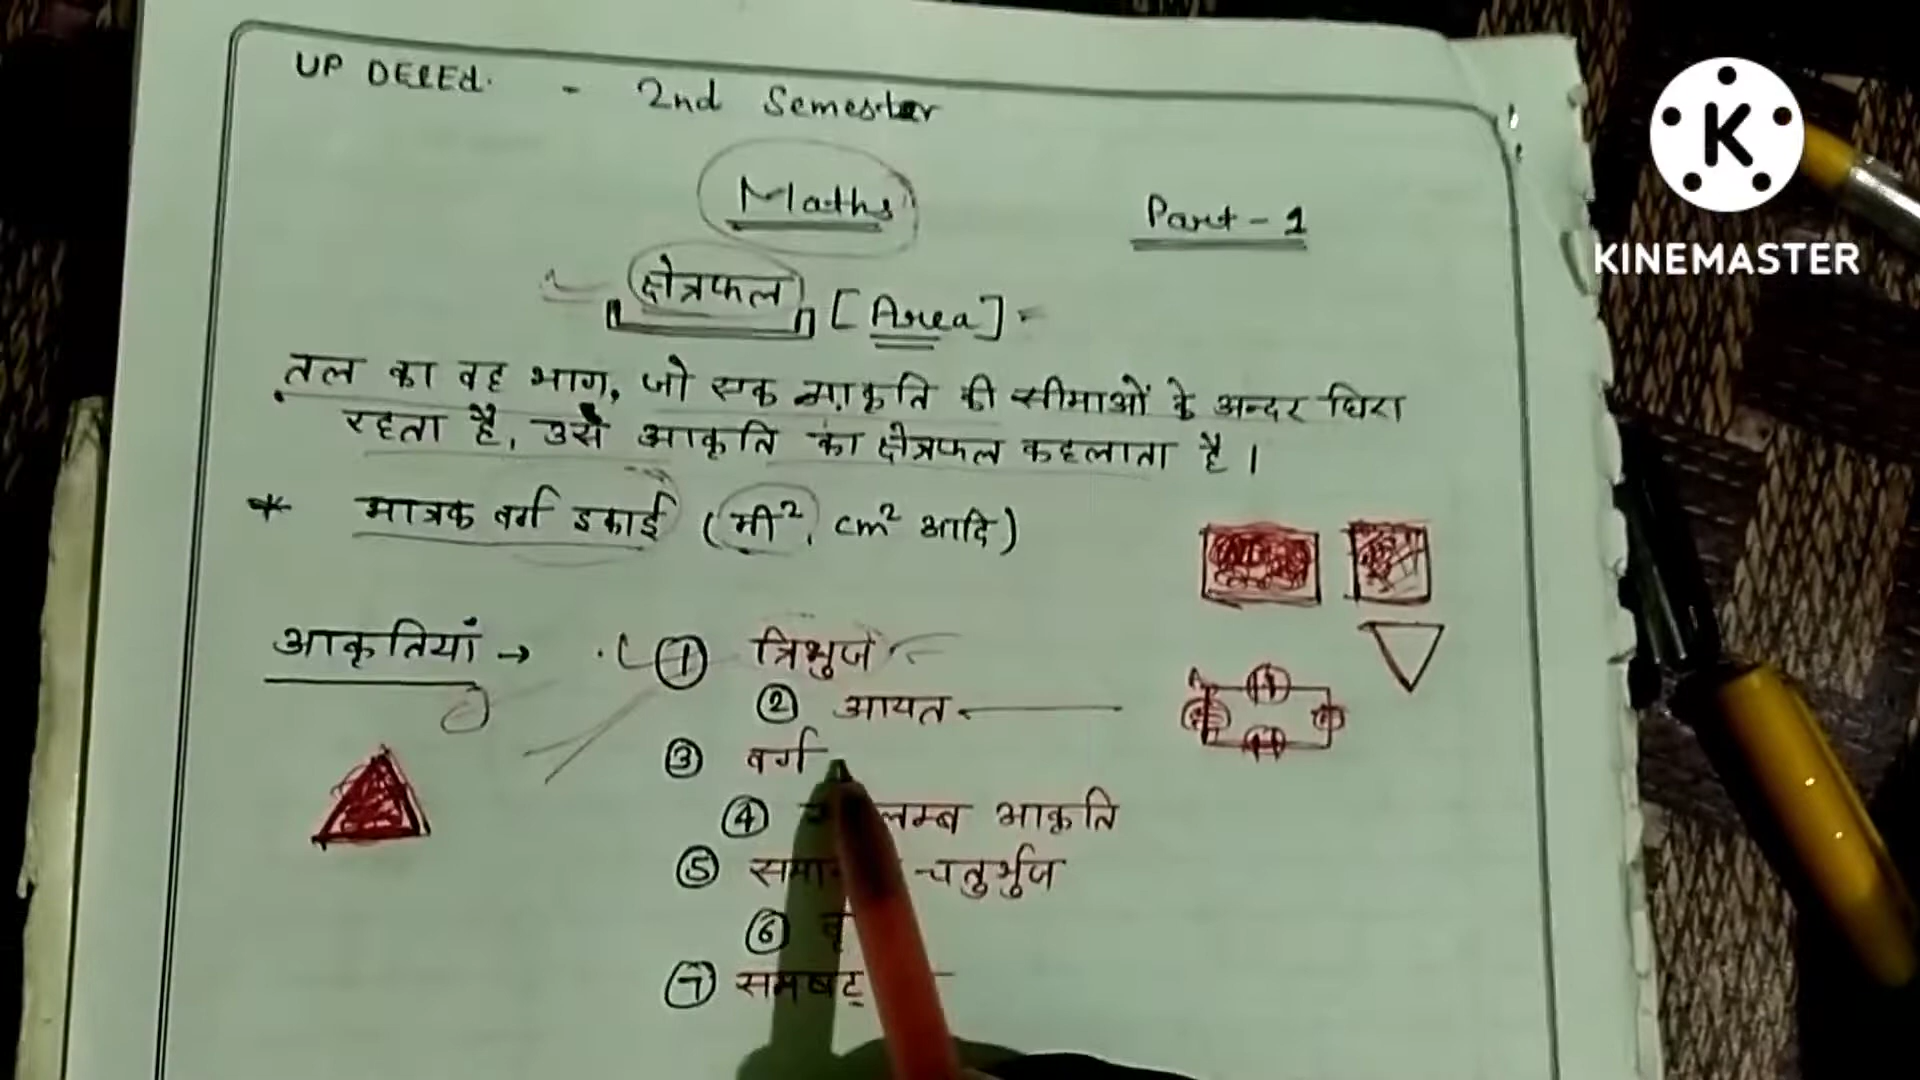 UP DELEd. - 2nd Semester
Maths
Part - 1
क्षेत्रफल [Area]
तल का वह भाग, जो एक आकृति की सीमाओं के अन्दर घिरा
रहता है, उसे आकृति का क्षेत्रफल कहलाता है।
* मात्रक वर्ग इकाई (मी², cm² आदि)
आकृतियाँ → ① त्रिभुज
② आयत
③ वर्ग
④ लम्ब आकृति
⑤ चतुर्भुज
⑥
⑦
A
K
KINEMASTER